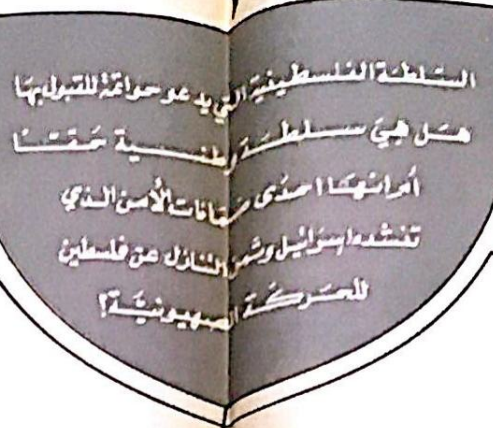 السلطة الفلسطينية التي يدعو حواتمة للقبول بها
هل هي سلطة وطنية حقا
أم انها احدى ضمانات الأمن الذي
تنشده اسرائيل وثمن التنازل عن فلسطين
للحركة الصهيونية؟